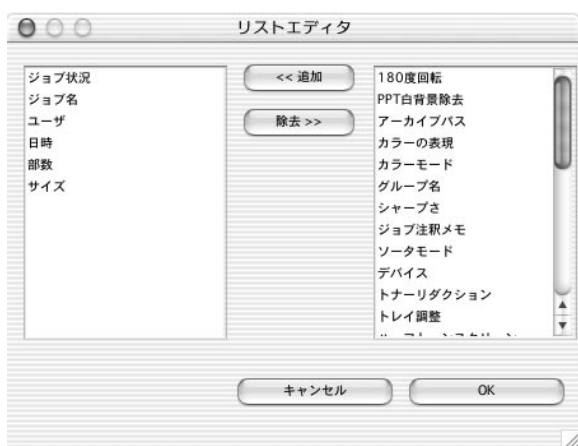 リストエディタ
ジョブ状況
ジョブ名
ユーザ
日時
部数
サイズ
<< 追加
除去 >>
180度回転
PPT白背景除去
アーカイブパス
カラーの表現
カラーモード
グループ名
シャープさ
ジョブ注釈メモ
ソータモード
デバイス
トナーリダクション
トレイ調整
キャンセル
OK